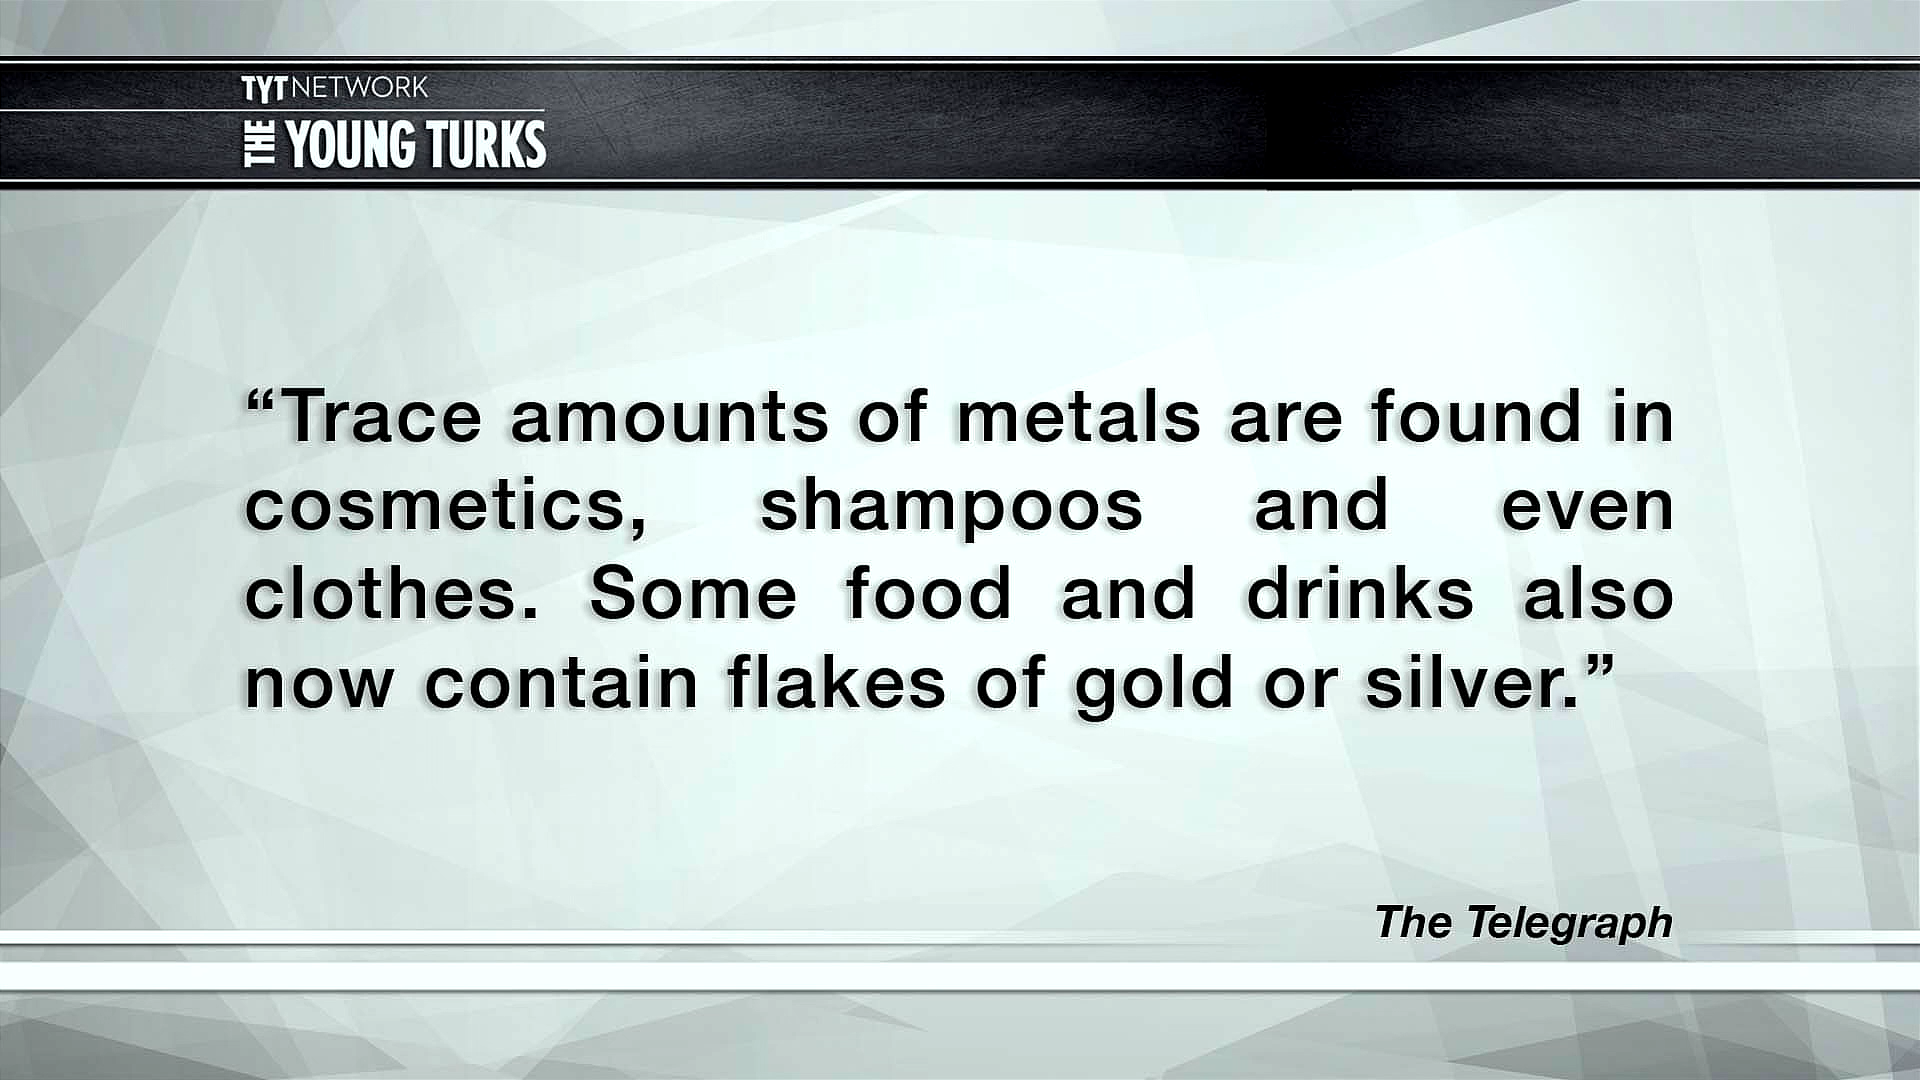 TYT NETWORK
THE YOUNG TURKS
“Trace amounts of metals are found in
cosmetics, shampoos and even
clothes. Some food and drinks also
now contain flakes of gold or silver.”
The Telegraph